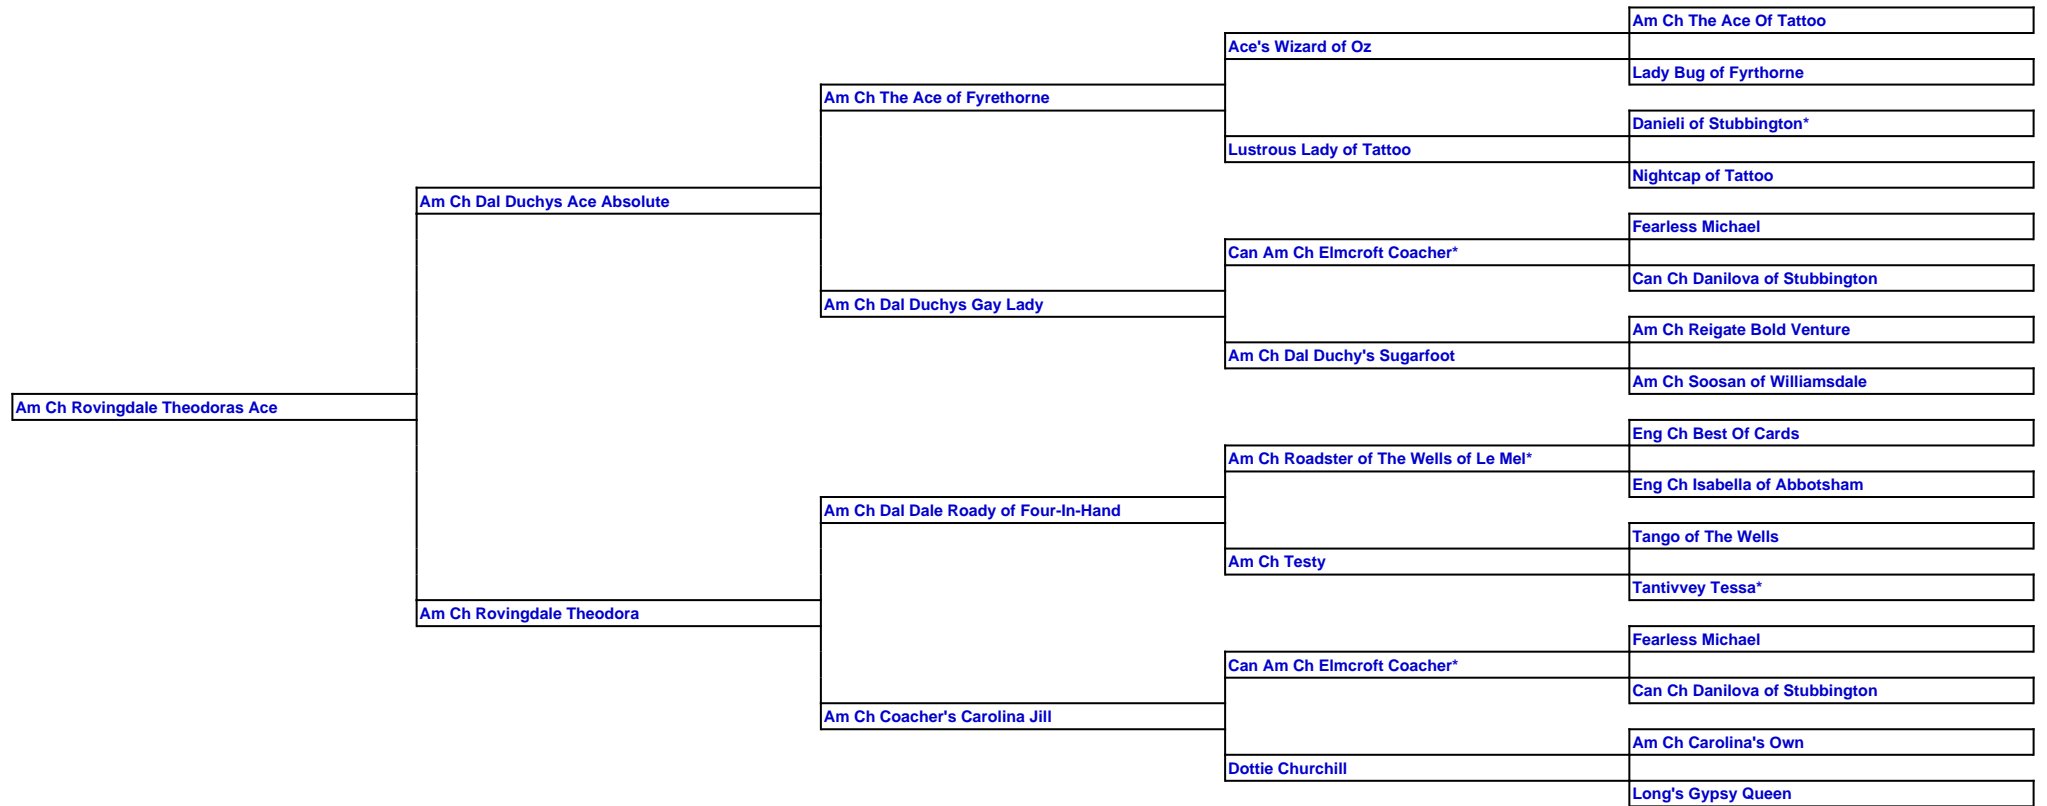 Am Ch The Ace Of Tattoo
Ace's Wizard of Oz
Lady Bug of Fyrthorne
Am Ch The Ace of Fyrethorne
Danieli of Stubbington*
Lustrous Lady of Tattoo
Nightcap of Tattoo
Am Ch Dal Duchys Ace Absolute
Fearless Michael
Can Am Ch Elmcroft Coacher*
Can Ch Danilova of Stubbington
Am Ch Dal Duchys Gay Lady
Am Ch Reigate Bold Venture
Am Ch Dal Duchy's Sugarfoot
Am Ch Soosan of Williamsdale
Am Ch Rovingdale Theodoras Ace
Eng Ch Best Of Cards
Am Ch Roadster of The Wells of Le Mel*
Eng Ch Isabella of Abbotsham
Am Ch Dal Dale Roady of Four-In-Hand
Tango of The Wells
Am Ch Testy
Tantivvey Tessa*
Am Ch Rovingdale Theodora
Fearless Michael
Can Am Ch Elmcroft Coacher*
Can Ch Danilova of Stubbington
Am Ch Coacher's Carolina Jill
Am Ch Carolina's Own
Dottie Churchill
Long's Gypsy Queen